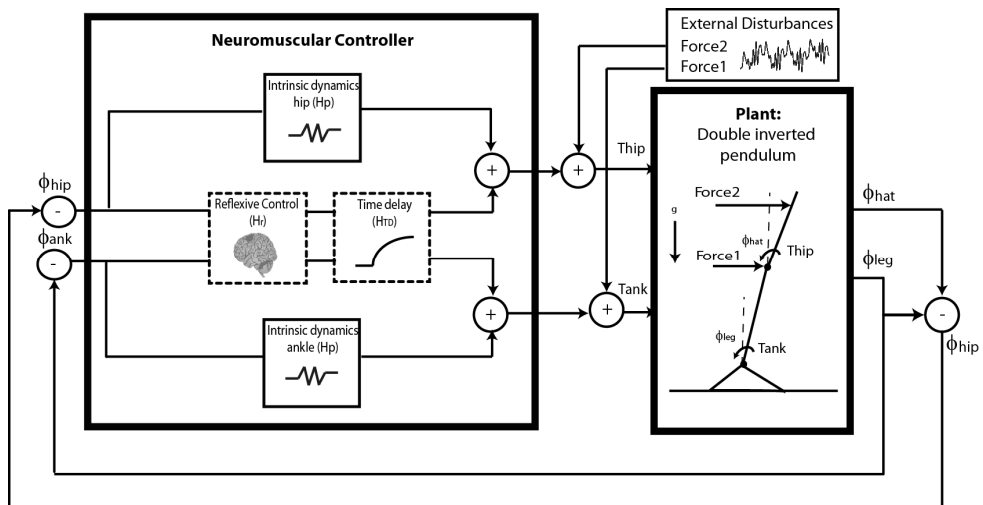 Neuromuscular Controller
Intrinsic dynamics
hip (Hp)
+
ϕhip
-
ϕank
-
Reflexive Control
(Hr)
Time delay
(HTD)
Intrinsic dynamics
ankle (Hp)
+
External Disturbances
Force2
Force1
+
Thip
+
Tank
Plant:
Double inverted
pendulum
Force2
g
ϕhat
Thip
Force1
ϕleg
Tank
ϕhat
ϕleg
-
ϕhip